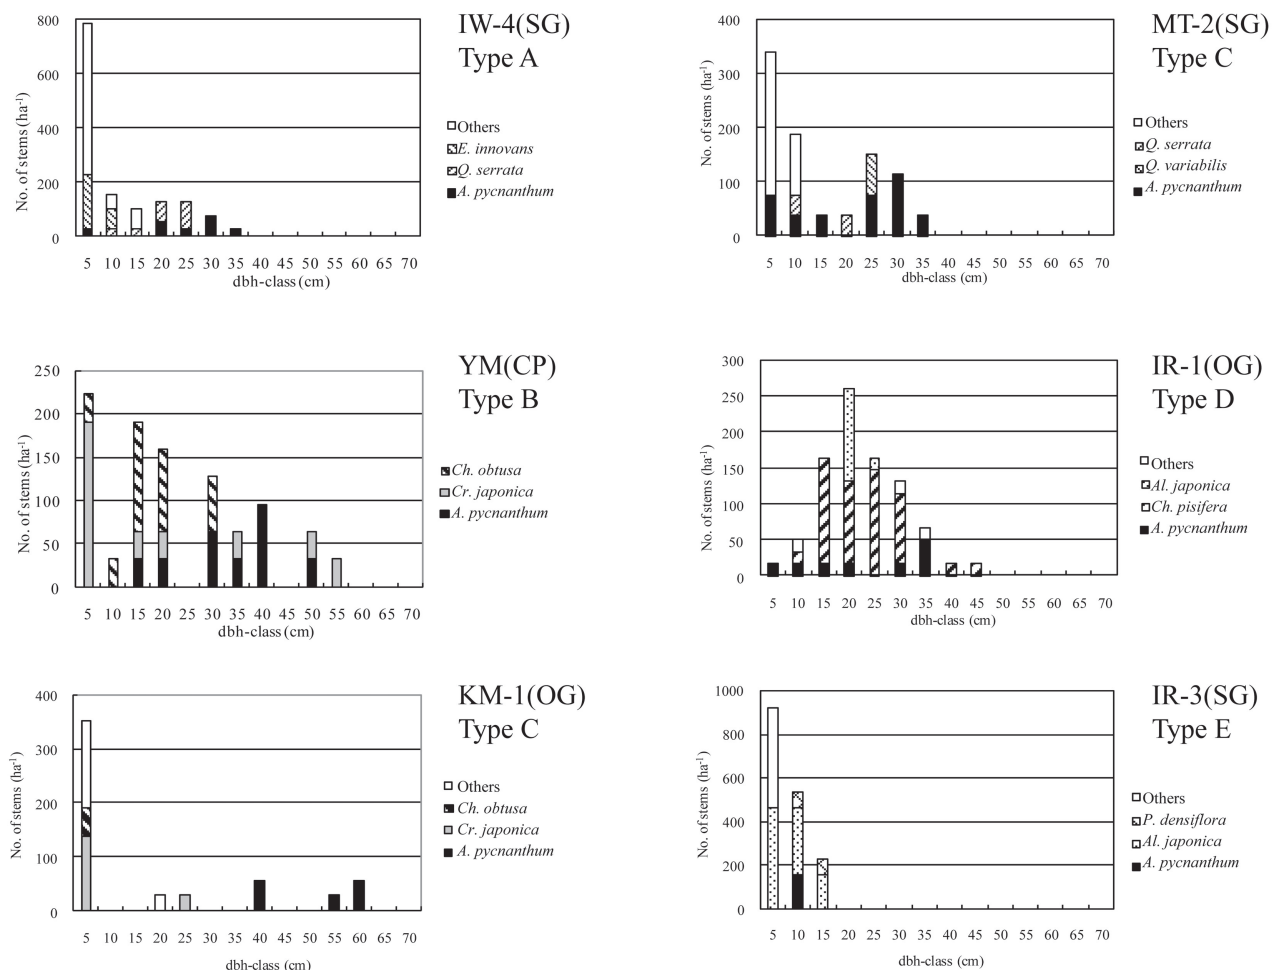 IW-4(SG)
Type A
800
600
400
200
0
No. of stems (ha-1)
5 10 15 20 25 30 35 40 45 50 55 60 65 70
dbh-class (cm)
Others
E. innovans
Q. serrata
A. pycnanthum
MT-2(SG)
Type C
400
300
200
100
0
No. of stems (ha-1)
5 10 15 20 25 30 35 40 45 50 55 60 65 70
dbh-class (cm)
Others
Q. serrata
Q. variabilis
A. pycnanthum
YM(CP)
Type B
250
200
150
100
50
0
No. of stems (ha-1)
5 10 15 20 25 30 35 40 45 50 55 60 65 70
dbh-class (cm)
Ch. obtusa
Cr. japonica
A. pycnanthum
IR-1(OG)
Type D
300
250
200
150
100
50
0
No. of stems (ha-1)
5 10 15 20 25 30 35 40 45 50 55 60 65 70
dbh-class (cm)
Others
Al. japonica
Ch. pisifera
A. pycnanthum
KM-1(OG)
Type C
400
300
200
100
0
No. of stems (ha-1)
5 10 15 20 25 30 35 40 45 50 55 60 65 70
dbh-class (cm)
Others
Ch. obtusa
Cr. japonica
A. pycnanthum
IR-3(SG)
Type E
1000
800
600
400
200
0
No. of stems (ha-1)
5 10 15 20 25 30 35 40 45 50 55 60 65 70
dbh-class (cm)
Others
P. densiflora
Al. japonica
A. pycnanthum